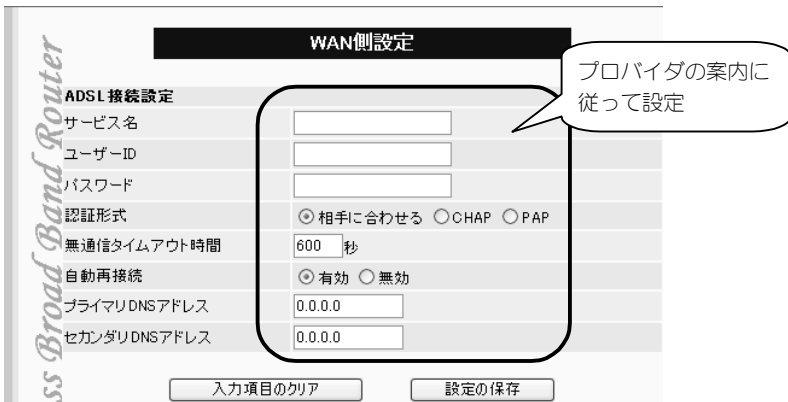 WAN側設定
プロバイダの案内に
従って設定
ADSL接続設定
サービス名
ユーザーID
パスワード
認証形式 相手に合わせる CHAP PAP
無通信タイムアウト時間 600 秒
自動再接続 有効 無効
プライマリDNSアドレス 0.0.0.0
セカンダリDNSアドレス 0.0.0.0
入力項目のクリア 設定の保存
ss Broad Band Router